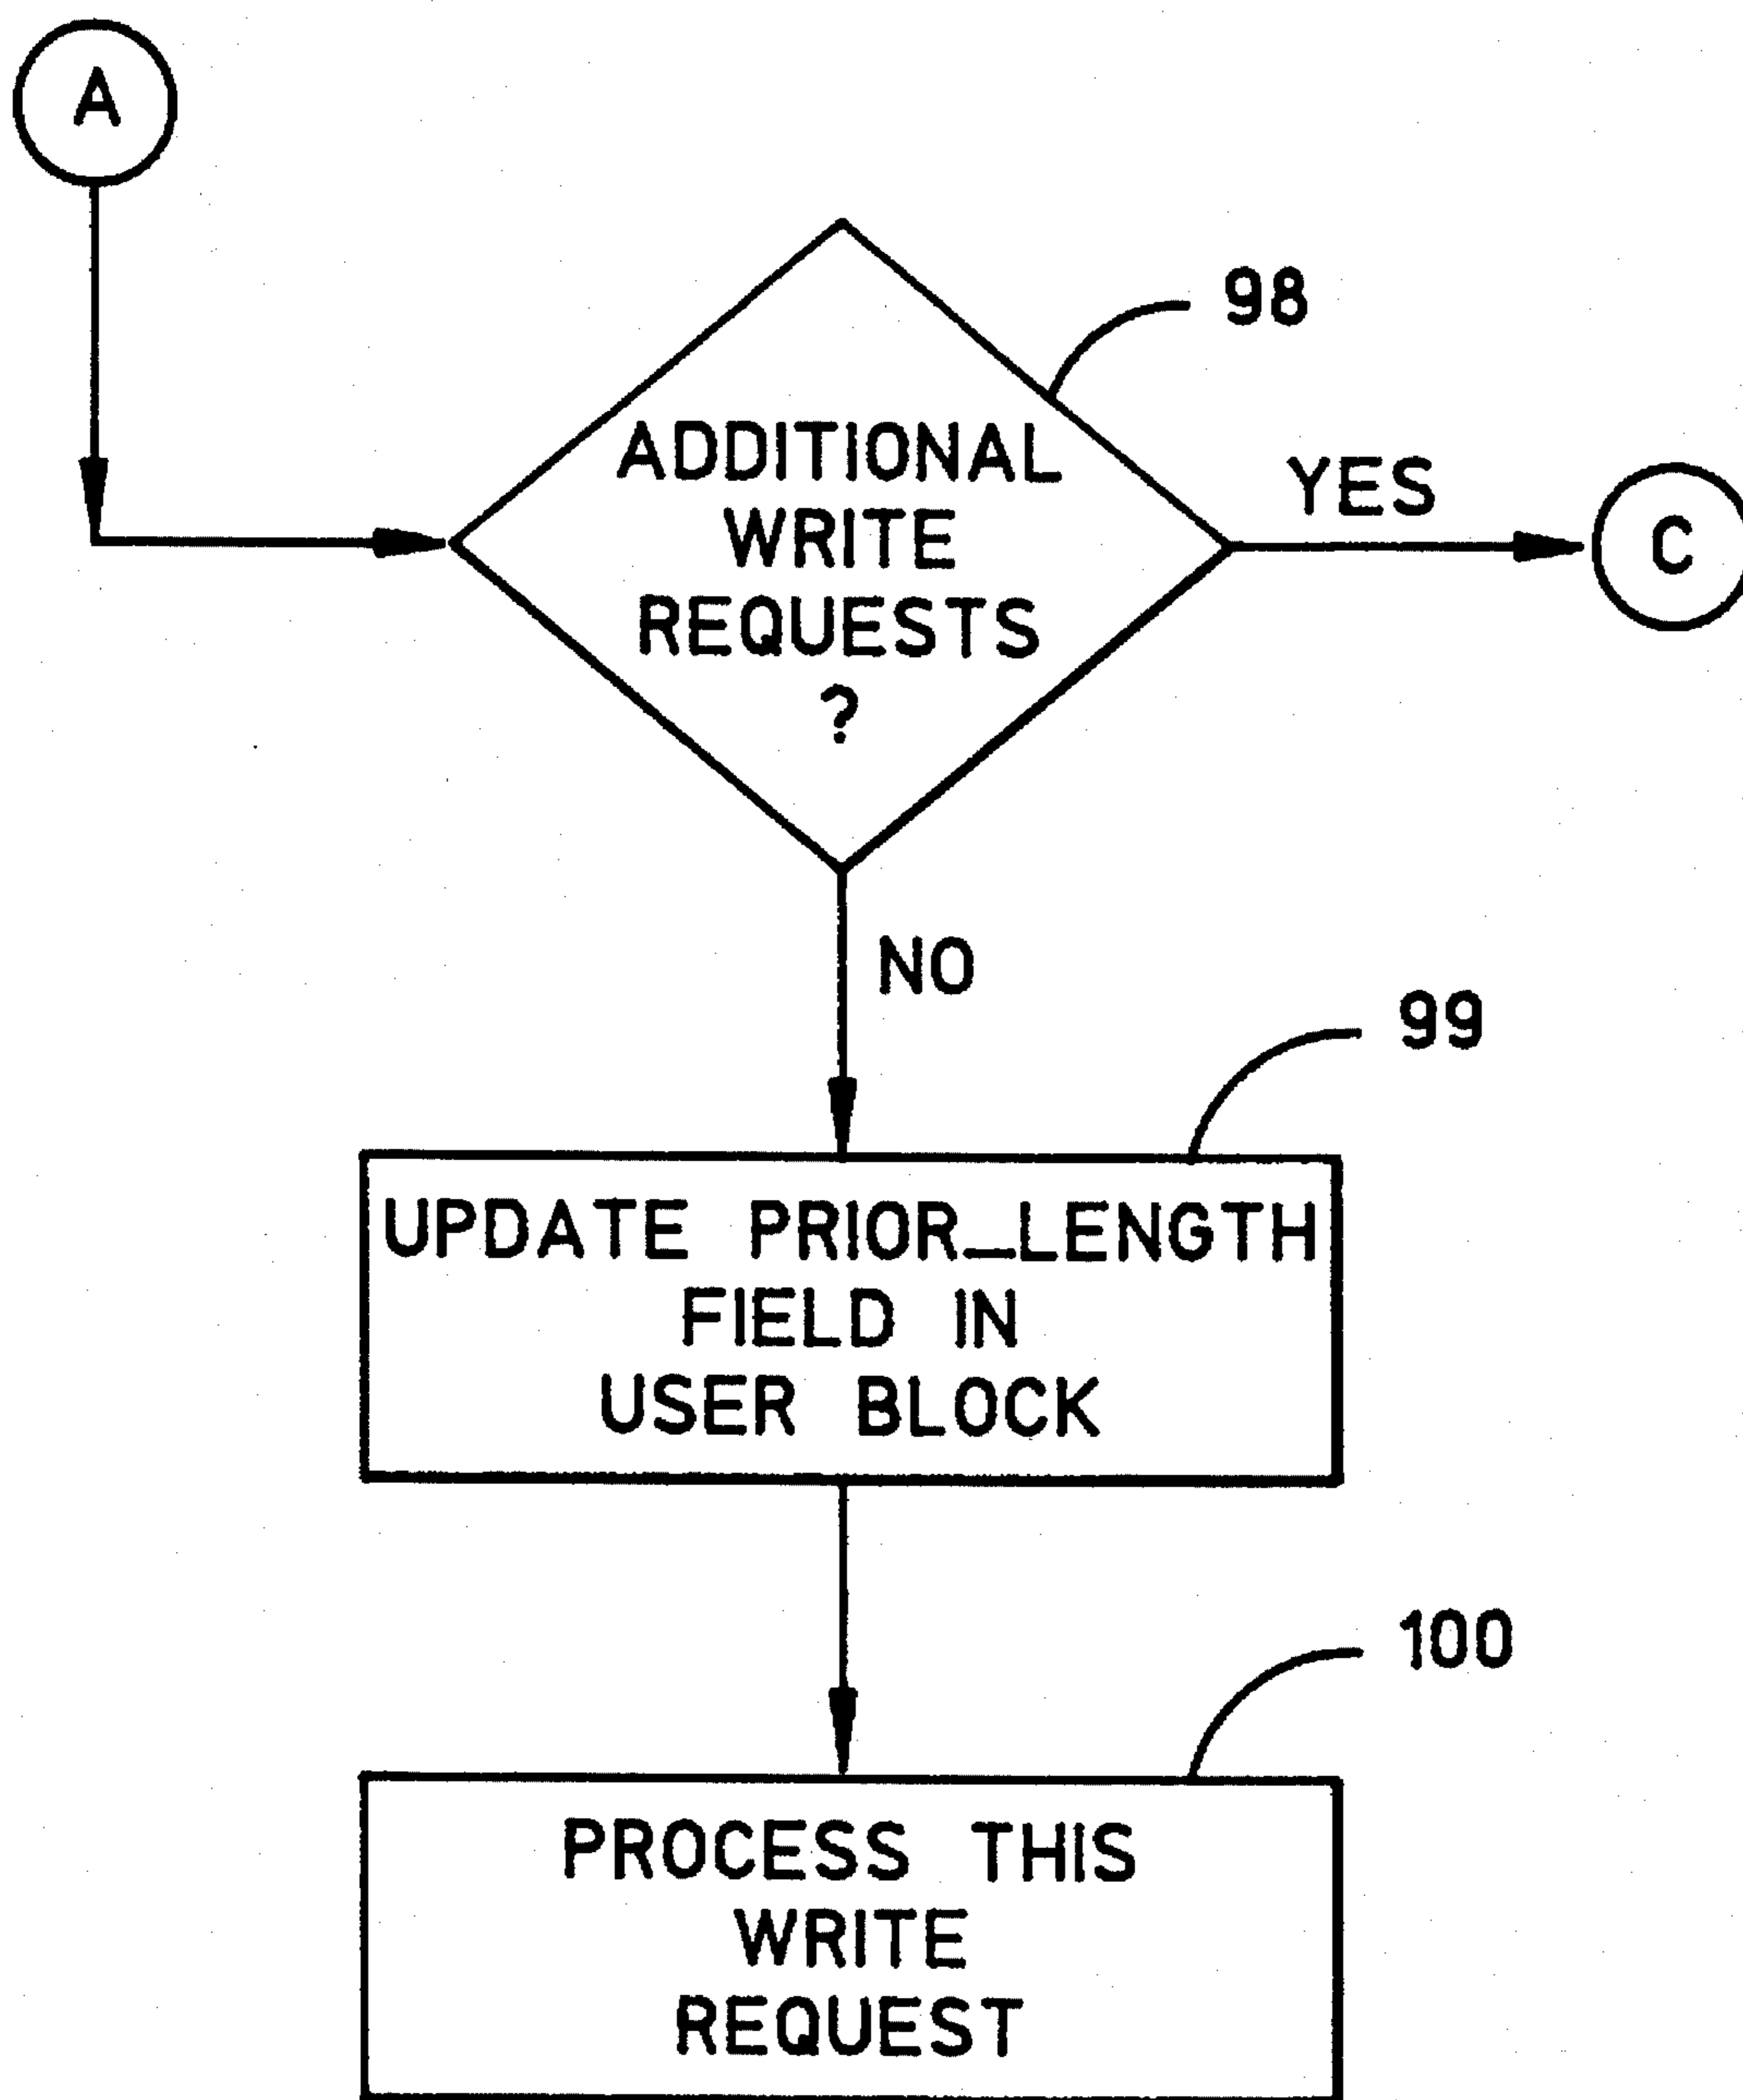 A
98
ADDITIONAL
WRITE
REQUESTS
?
YES
C
NO
99
UPDATE PRIOR_LENGTH
FIELD IN
USER BLOCK
100
PROCESS THIS
WRITE
REQUEST